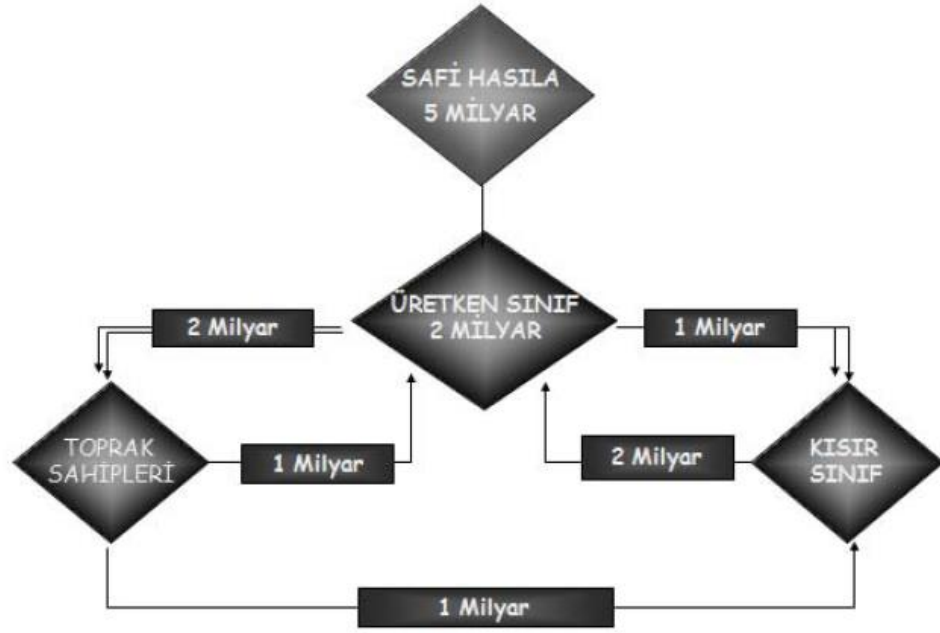 SAFİ HASILA
5 MİLYAR
ÜRETKEN SINIF
2 MİLYAR
2 Milyar
1 Milyar
TOPRAK
SAHİPLERİ
1 Milyar
2 Milyar
KISIR
SINIF
1 Milyar